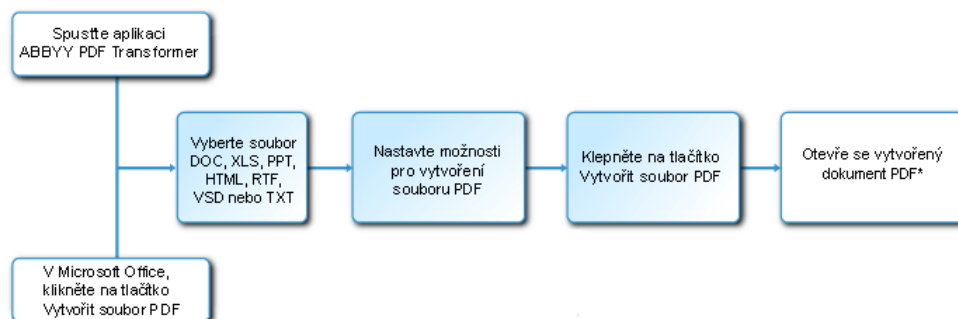 Spusťte aplikaci
ABBYY PDF Transformer
Vyberte soubor
DOC, XLS, PPT,
HTML, RTF,
VSD nebo TXT
Nastavte možnosti
pro vytvoření
souboru PDF
Klepněte na tlačítko
Vytvořit soubor PDF
Otevře se vytvořený
dokument PDF*
V Microsoft Office,
klikněte na tlačítko
Vytvořit soubor PDF